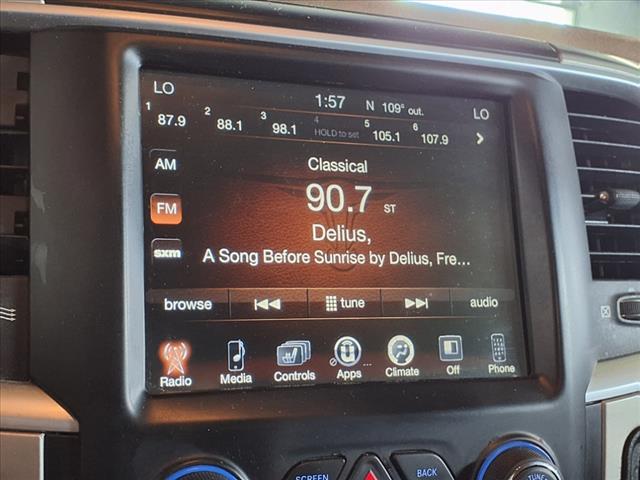 LO 1:57 N 109° out. LO
1 87.9 2 88.1 3 98.1 4 HOLD to set 5 105.1 6 107.9
AM
Classical
FM
90.7 ST
Delius,
sxm
A Song Before Sunrise by Delius, Fre...
browse tune audio
Radio Media Controls Apps ... Climate Off Phone
SCREEN BACK TUNE